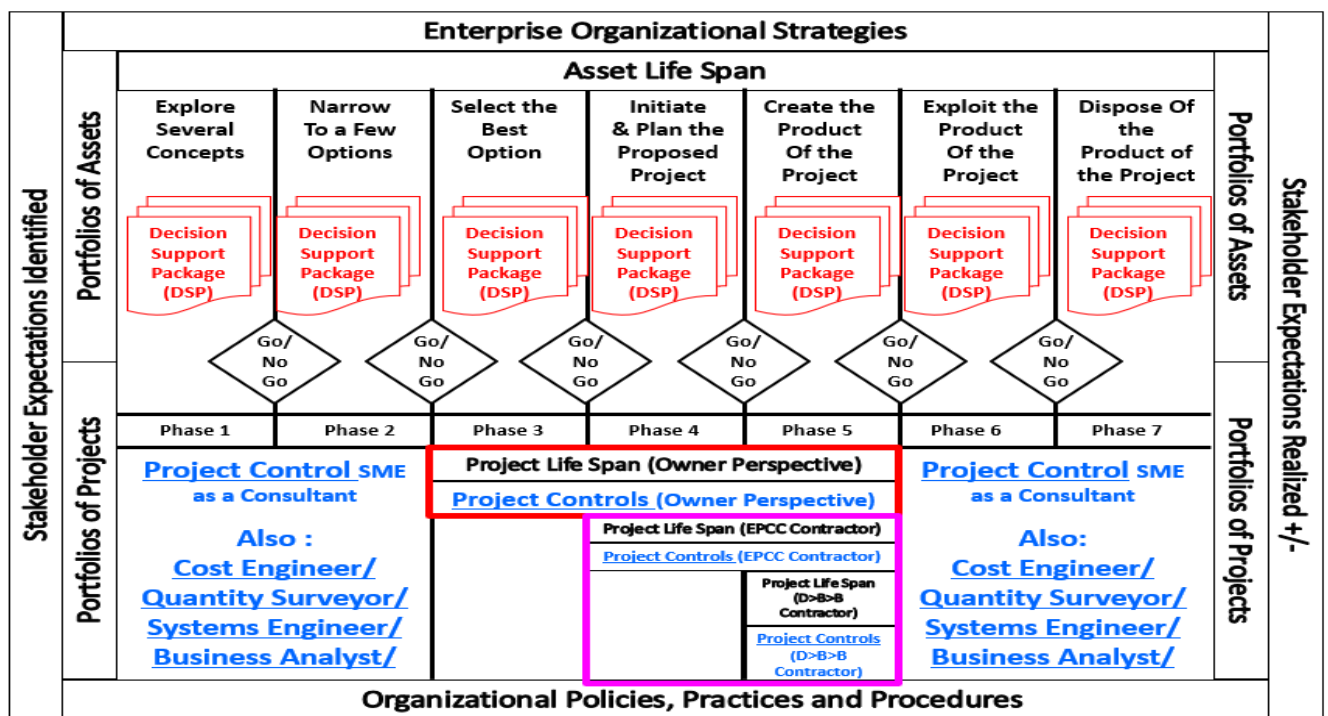 Enterprise Organizational Strategies
Asset Life Span
Stakeholder Expectations Identified
Portfolios of Assets
Explore
Several
Concepts
Narrow
To a Few
Options
Select the
Best
Option
Initiate
& Plan the
Proposed
Project
Create the
Product
Of the
Project
Exploit the
Product
Of the
Project
Dispose Of
the
Product of
the Project
Portfolios of Assets
Stakeholder Expectations Realized +/-
Decision
Support
Package
(DSP)
Decision
Support
Package
(DSP)
Decision
Support
Package
(DSP)
Decision
Support
Package
(DSP)
Decision
Support
Package
(DSP)
Decision
Support
Package
(DSP)
Decision
Support
Package
(DSP)
Go/
No
Go
Go/
No
Go
Go/
No
Go
Go/
No
Go
Go/
No
Go
Go/
No
Go
Portfolios of Projects
Phase 1
Phase 2
Phase 3
Phase 4
Phase 5
Phase 6
Phase 7
Portfolios of Projects
Project Control SME
as a Consultant
Also :
Cost Engineer/
Quantity Surveyor/
Systems Engineer/
Business Analyst/
Project Life Span (Owner Perspective)
Project Controls (Owner Perspective)
Project Life Span (EPCC Contractor)
Project Controls (EPCC Contractor)
Project Life Span
(D>B>B
Contractor)
Project Controls
(D>B>B
Contractor)
Project Control SME
as a Consultant
Also:
Cost Engineer/
Quantity Surveyor/
Systems Engineer/
Business Analyst/
Organizational Policies, Practices and Procedures